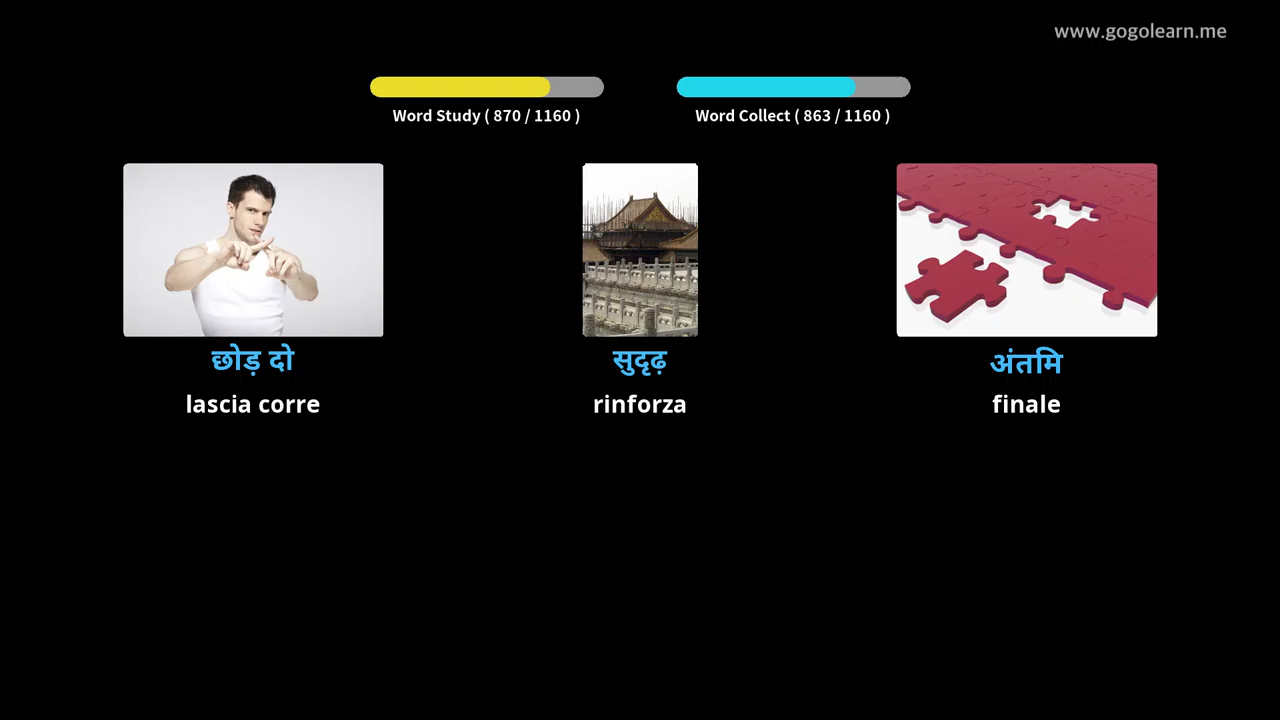 www.gogolearn.me
Word Study ( 870 / 1160 )
Word Collect ( 863 / 1160 )
छोड़ दो
सुदृढ़
अंतमि
lascia corre
rinforza
finale